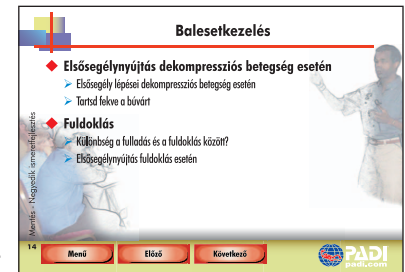 Balesetkezelés
Elsősegélynyújtás dekompressziós betegség esetén
Elsősegély lépései dekompressziós betegség esetén
Tartsd fekve a búvárt
Fuldoklás
Különbség a fulladás és a fuldoklás között?
Elsősegélynyújtás fuldoklás esetén
Mentés - Negyedik ismeretfejlesztés
14
Menü
Előző
Következő
PADI
padi.com